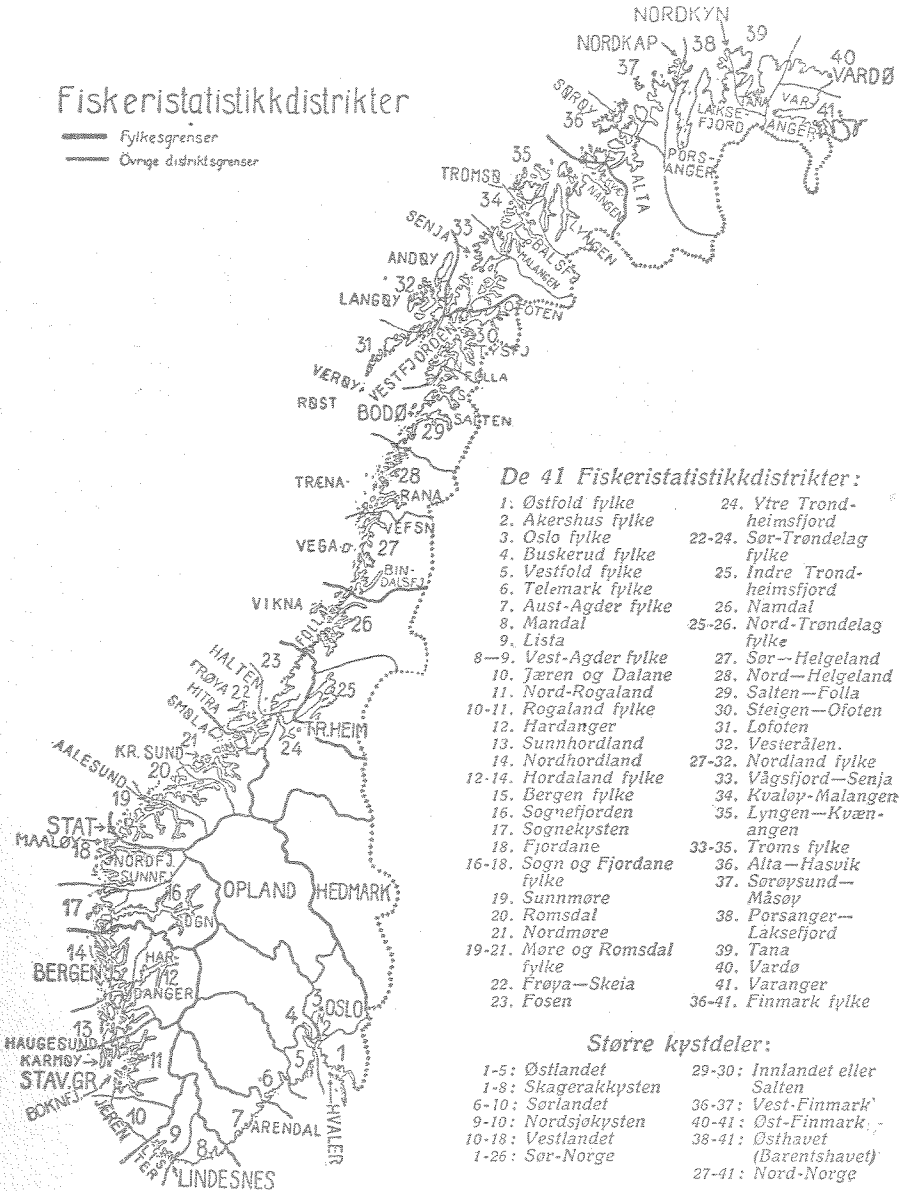 Fiskeristatistikkdistrikter
Fylkesgrenser
Övrige distriktsgrenser
NORDKYN
NORDKAP
38
39
40
VARDØ
37
SØRØY
36
LAKSE-
FJORD
TANA
VAR-
ANGER
41
PORS-
ANGER
ALTA
KVÆ-
NANGEN
35
TROMSØ
34
LYNGEN
BALSFJ
MALANGEN
SENJA
33
ANDØY
32
LANGØY
OFOTEN
30
TYSFJ
31
VESTFJORDEN
FOLLA
VÆRØY
RØST
BODØ
SALTEN
29
TRÆNA
28
RANA
VEFSN
VEGA
27
BIN-
DALSFJ
VIKNA
FOLLA
26
HALTEN
23
FRØYA
22
HITRA
SMØLA
25
TR.HEIM
24
21
KR.SUND
20
AALESUND
19
STAT
MAALØY
18
NORDFJ.
SUNNFJ.
OPLAND
HEDMARK
16
17
SOGN
14
BERGEN
15
HAR-
12
DANGER
13
HAUGESUND
KARMØY
11
STAV.GR
BOKNFJ.
JÆREN
10
LIS-
TER
9
8
LINDESNES
7
ARENDAL
6
5
4
3
OSLO
1
HVALER
De 41 Fiskeristatistikkdistrikter:
1. Østfold fylke
2. Akershus fylke
3. Oslo fylke
4. Buskerud fylke
5. Vestfold fylke
6. Telemark fylke
7. Aust-Agder fylke
8. Mandal
9. Lista
8—9. Vest-Agder fylke
10. Jæren og Dalane
11. Nord-Rogaland
10-11. Rogaland fylke
12. Hardanger
13. Sunnhordland
14. Nordhordland
12-14. Hordaland fylke
15. Bergen fylke
16. Sognefjorden
17. Sognekysten
18. Fjordane
16-18. Sogn og Fjordane
fylke
19. Sunnmøre
20. Romsdal
21. Nordmøre
19-21. Møre og Romsdal
fylke
22. Frøya—Skeia
23. Fosen
24. Ytre Trond-
heimsfjord
22-24. Sør-Trøndelag
fylke
25. Indre Trond-
heimsfjord
26. Namdal
25-26. Nord-Trøndelag
fylke
27. Sør—Helgeland
28. Nord—Helgeland
29. Salten—Folla
30. Steigen—Ofoten
31. Lofoten
32. Vesterålen.
27-32. Nordland fylke
33. Vågsfjord—Senja
34. Kvaløy-Malangen
35. Lyngen—Kvæn-
angen
33-35. Troms fylke
36. Alta—Hasvik
37. Sørøysund—
Måsøy
38. Porsanger—
Laksefjord
39. Tana
40. Vardø
41. Varanger
36-41. Finmark fylke
Større kystdeler:
1-5: Østlandet
1-8: Skagerakkysten
6-10: Sørlandet
9-10: Nordsjøkysten
10-18: Vestlandet
1-26: Sør-Norge
29-30: Innlandet eller
Salten
36-37: Vest-Finmark
40-41: Øst-Finmark
38-41: Østhavet
(Barentshavet)
27-41: Nord-Norge